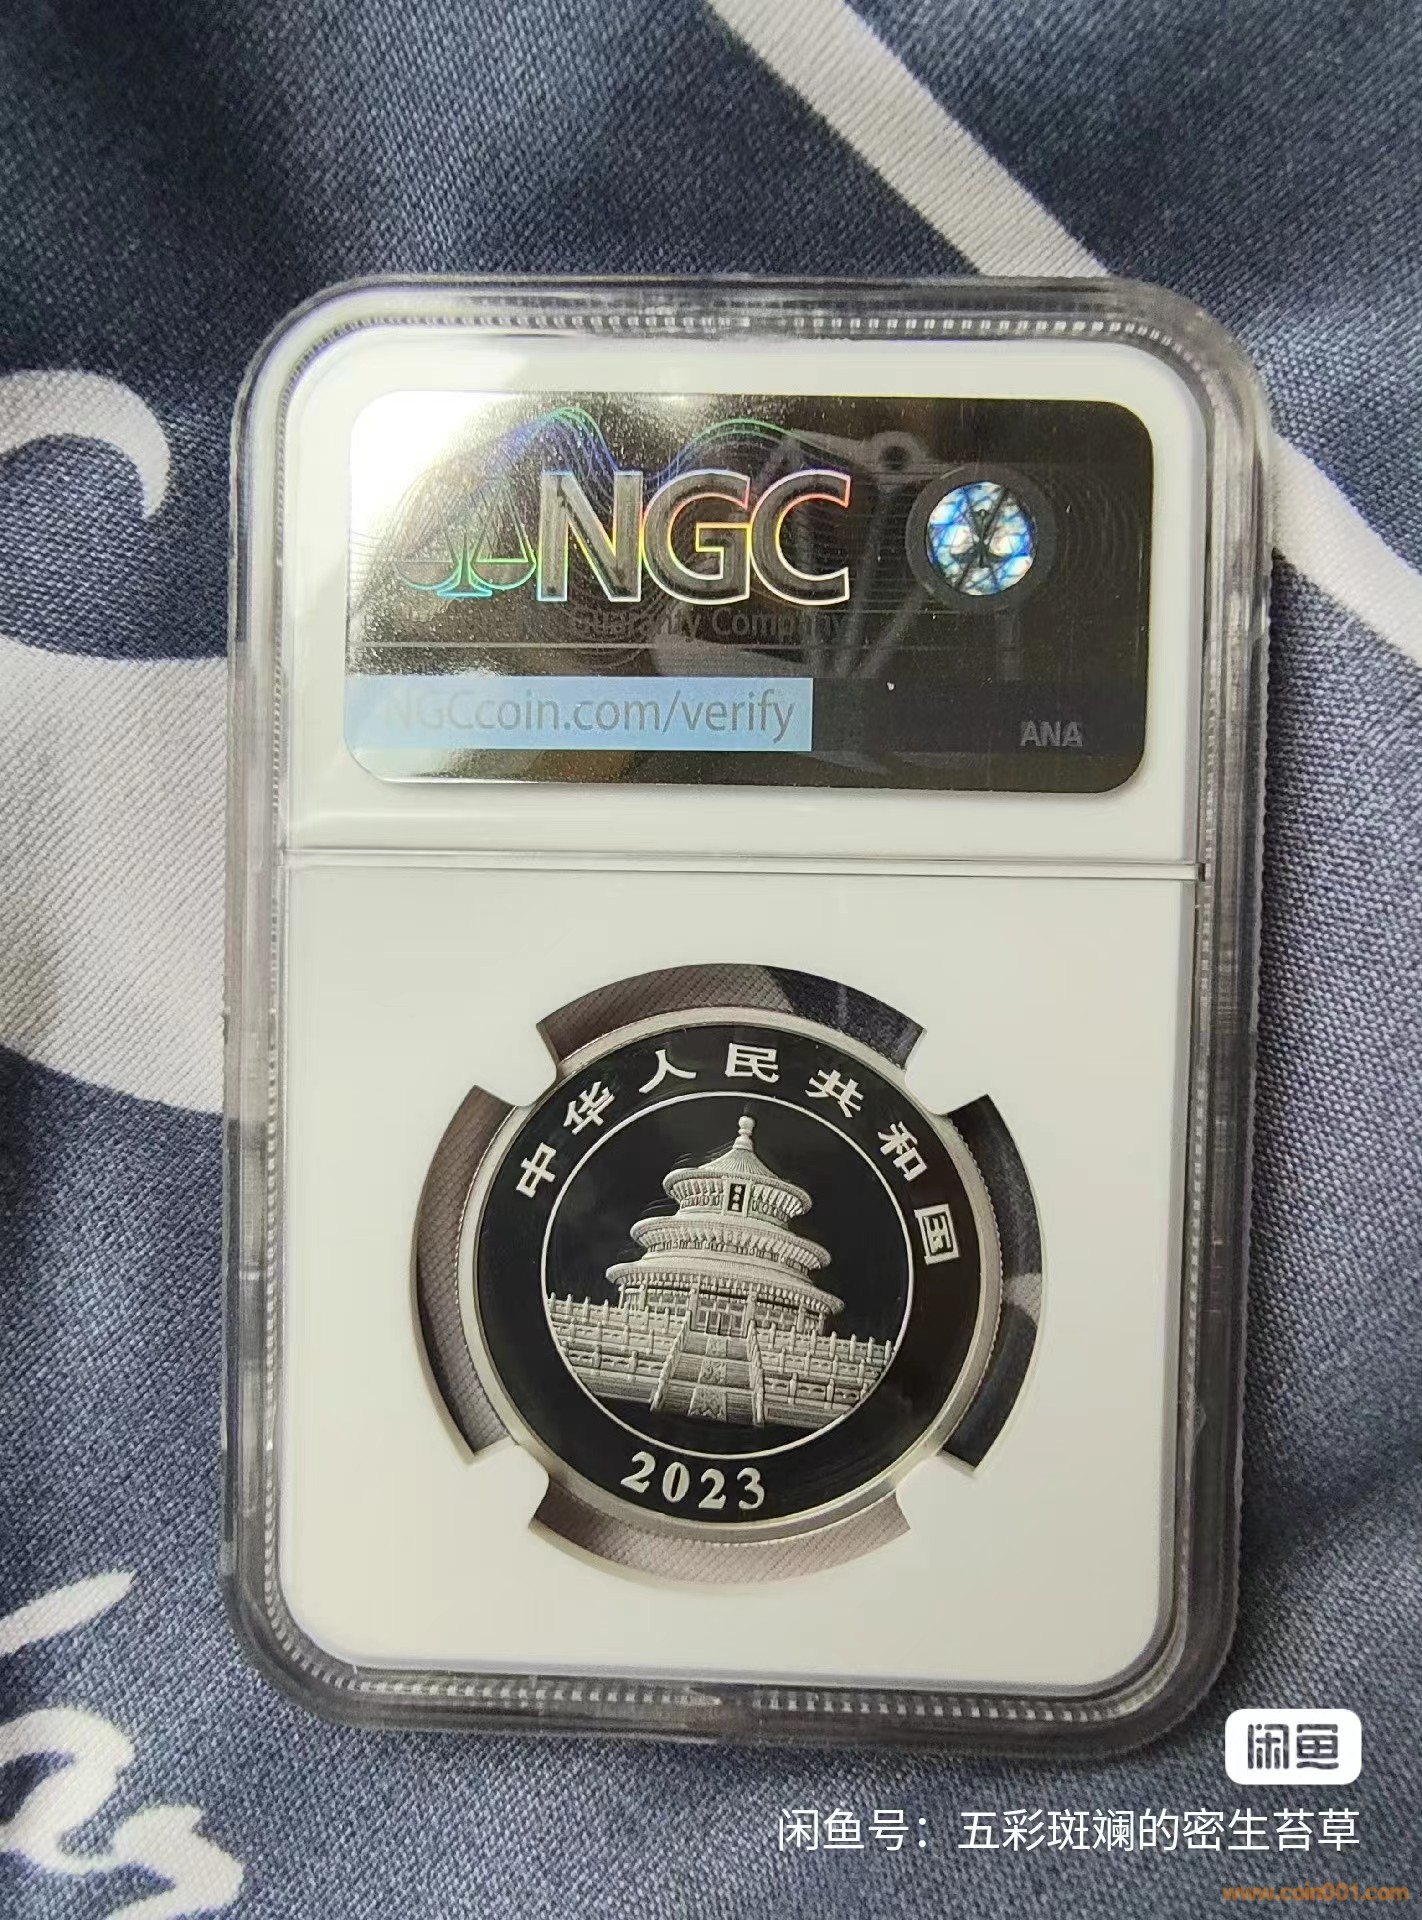 NGC
Guaranty Company
NGCcoin.com/verify
ANA
中华人民共和国
2023
闲鱼
闲鱼号：五彩斑斓的密生苔草
www.coin001.com